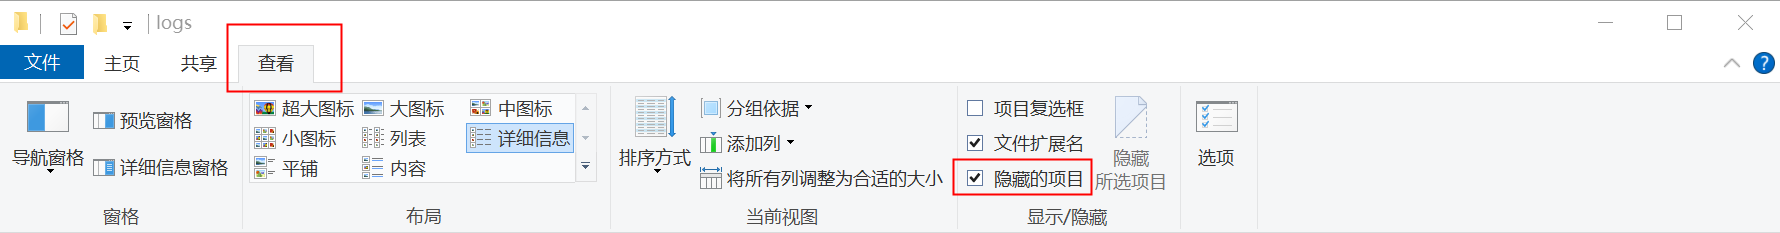 logs
文件 主页 共享 查看
导航窗格
预览窗格
详细信息窗格
窗格
超大图标 大图标 中图标
小图标 列表 详细信息
平铺 内容
布局
排序方式
分组依据
添加列
将所有列调整为合适的大小
当前视图
项目复选框
文件扩展名
隐藏的项目
隐藏
所选项目
显示/隐藏
选项